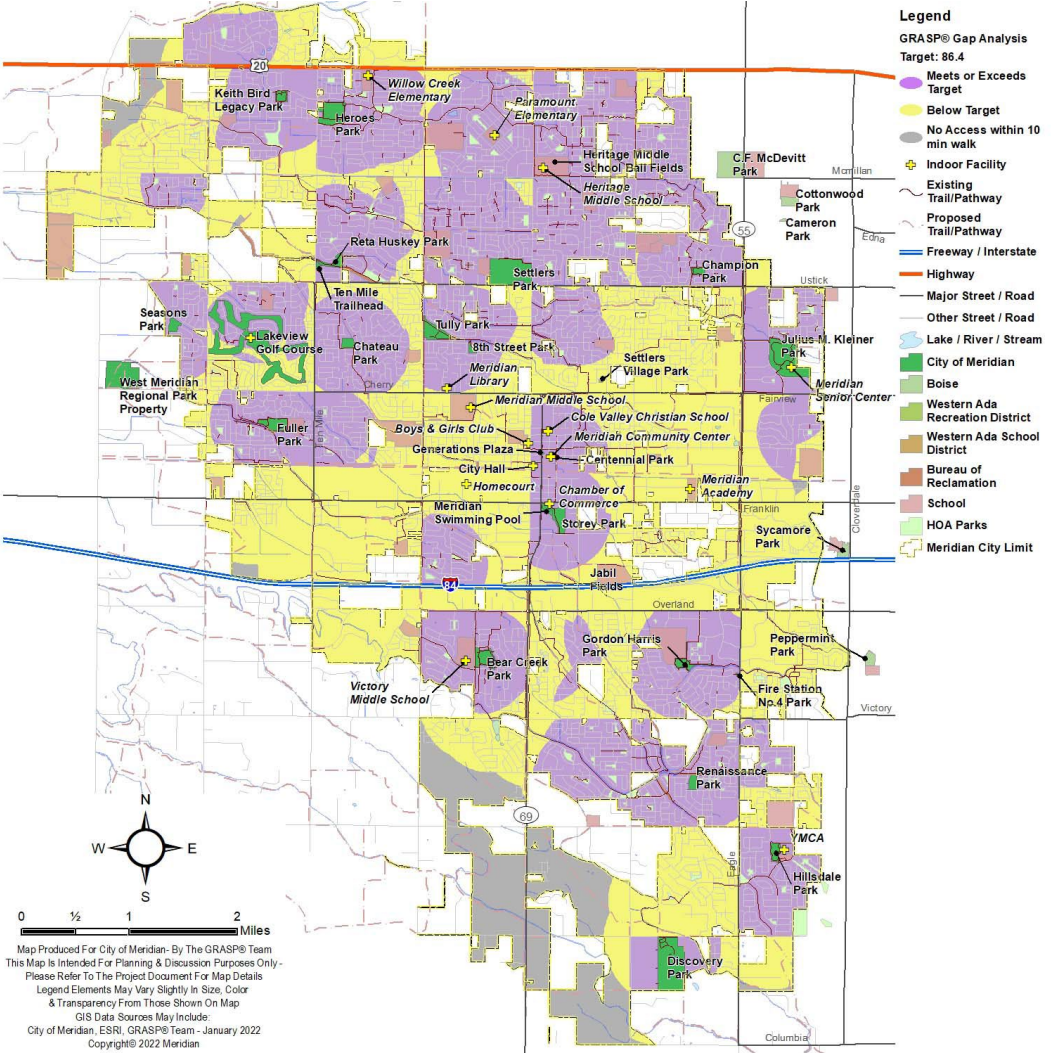 Legend
GRASP® Gap Analysis
Target: 86.4
Meets or Exceeds
Target
Below Target
No Access within 10
min walk
Indoor Facility
Existing
Trail/Pathway
Proposed
Trail/Pathway
Freeway / Interstate
Highway
Major Street / Road
Other Street / Road
Lake / River / Stream
City of Meridian
Boise
Western Ada
Recreation District
Western Ada School
District
Bureau of
Reclamation
School
HOA Parks
Meridian City Limit
20
Willow Creek
Elementary
Keith Bird
Legacy Park
Heroes
Park
Paramount
Elementary
Heritage Middle
School Ball Fields
Heritage
Middle School
C.F. McDevitt
Park
Mcmillan
Cottonwood
Park
Cameron
Park
Edna
55
Reta Huskey Park
Ten Mile
Trailhead
Settlers
Park
Champion
Park
Ustick
Seasons
Park
Lakeview
Golf Course
Chateau
Park
Tully Park
8th Street Park
Settlers
Village Park
Julius M. Kleiner
Park
Meridian
Senior Center
West Meridian
Regional Park
Property
Cherry
Meridian
Library
Fairview
Ten Mile
Fuller
Park
Meridian Middle School
Cole Valley Christian School
Boys & Girls Club
Meridian Community Center
Generations Plaza
Centennial Park
City Hall
Homecourt
Chamber of
Commerce
Meridian
Academy
Meridian
Swimming Pool
Storey Park
Franklin
Cloverdale
Sycamore
Park
84
Jabil
Fields
Overland
Gordon Harris
Park
Peppermint
Park
Bear Creek
Park
Victory
Middle School
Fire Station
No.4 Park
Victory
Renaissance
Park
69
Eagle
YMCA
Hillsdale
Park
Discovery
Park
Columbia
N
W
E
S
0 ½ 1 2
Miles
Map Produced For City of Meridian- By The GRASP® Team
This Map Is Intended For Planning & Discussion Purposes Only -
Please Refer To The Project Document For Map Details
Legend Elements May Vary Slightly In Size, Color
& Transparency From Those Shown On Map
GIS Data Sources May Include:
City of Meridian, ESRI, GRASP® Team - January 2022
Copyright© 2022 Meridian